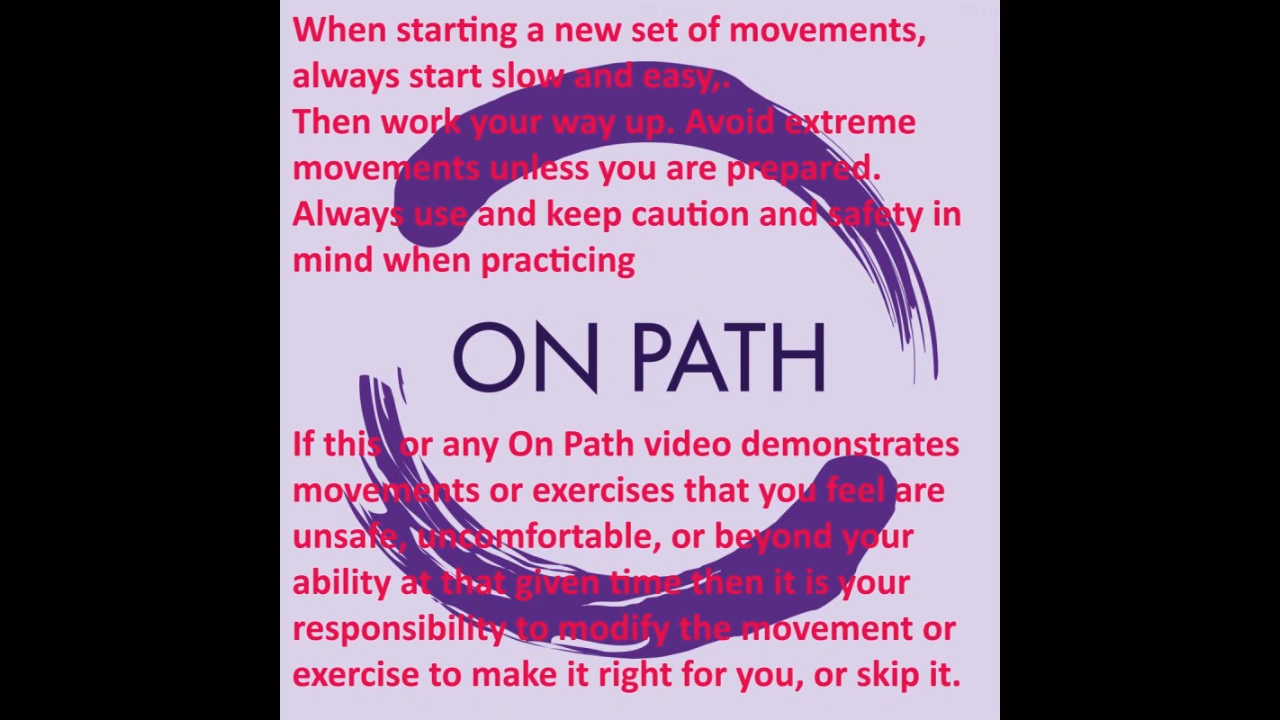 When starting a new set of movements,
always start slow and easy,.
Then work your way up. Avoid extreme
movements unless you are prepared.
Always use and keep caution and safety in
mind when practicing
ON PATH
If this  or any On Path video demonstrates
movements or exercises that you feel are
unsafe, uncomfortable, or beyond your
ability at that given time then it is your
responsibility to modify the movement or
exercise to make it right for you, or skip it.